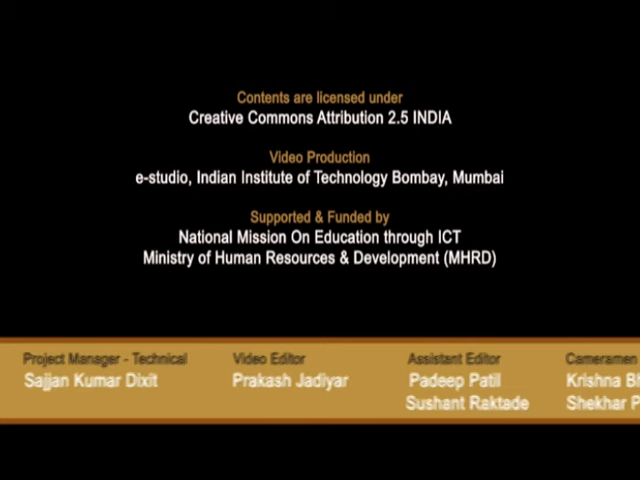 Contents are licensed under
Creative Commons Attribution 2.5 INDIA
Video Production
e-studio, Indian Institute of Technology Bombay, Mumbai
Supported & Funded by
National Mission On Education through ICT
Ministry of Human Resources & Development (MHRD)
Project Manager - Technical
Sajjan Kumar Dixit
Video Editor
Prakash Jadiyar
Assistant Editor
Padeep Patil
Sushant Raktade
Cameramen
Krishna
Shekhar